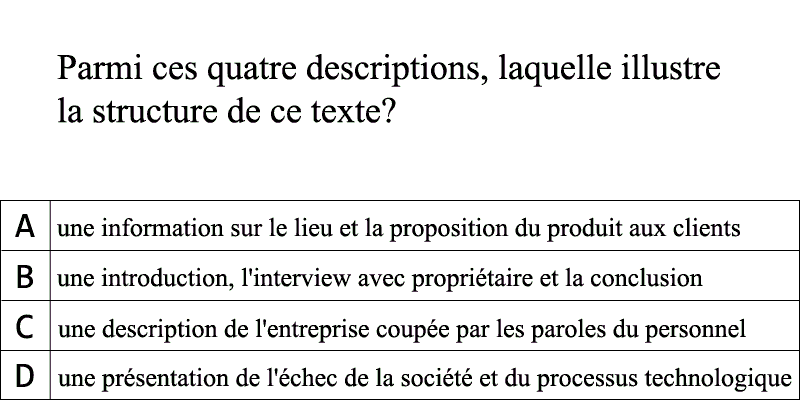 Parmi ces quatre descriptions, laquelle illustre
la structure de ce texte?
A une information sur le lieu et la proposition du produit aux clients
B une introduction, l'interview avec propriétaire et la conclusion
C une description de l'entreprise coupée par les paroles du personnel
D une présentation de l'échec de la société et du processus technologique